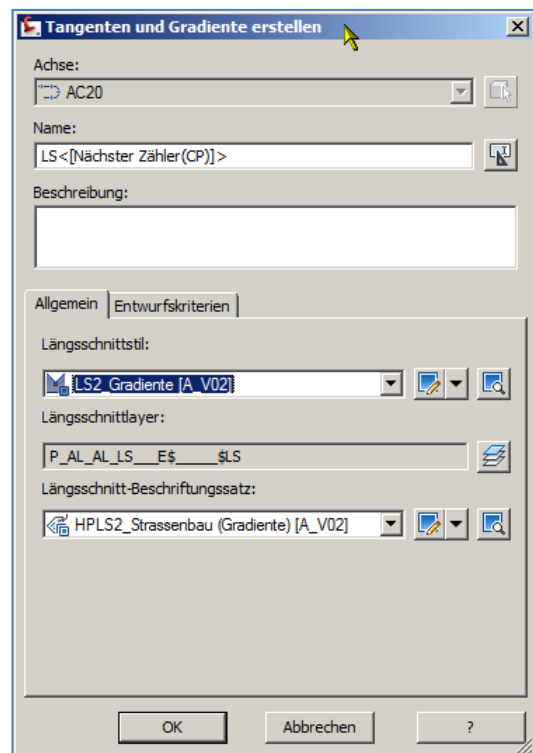 Tangenten und Gradiente erstellen
Achse:
AC20
Name:
LS<[Nächster Zähler(CP)]>
Beschreibung:
Allgemein Entwurfskriterien
Längsschnittstil:
LS2_Gradiente [A_V02]
Längsschnittlayer:
P_AL_AL_LS___E$_____$LS
Längsschnitt-Beschriftungssatz:
HPLS2_Strassenbau (Gradiente) [A_V02]
OK Abbrechen ?